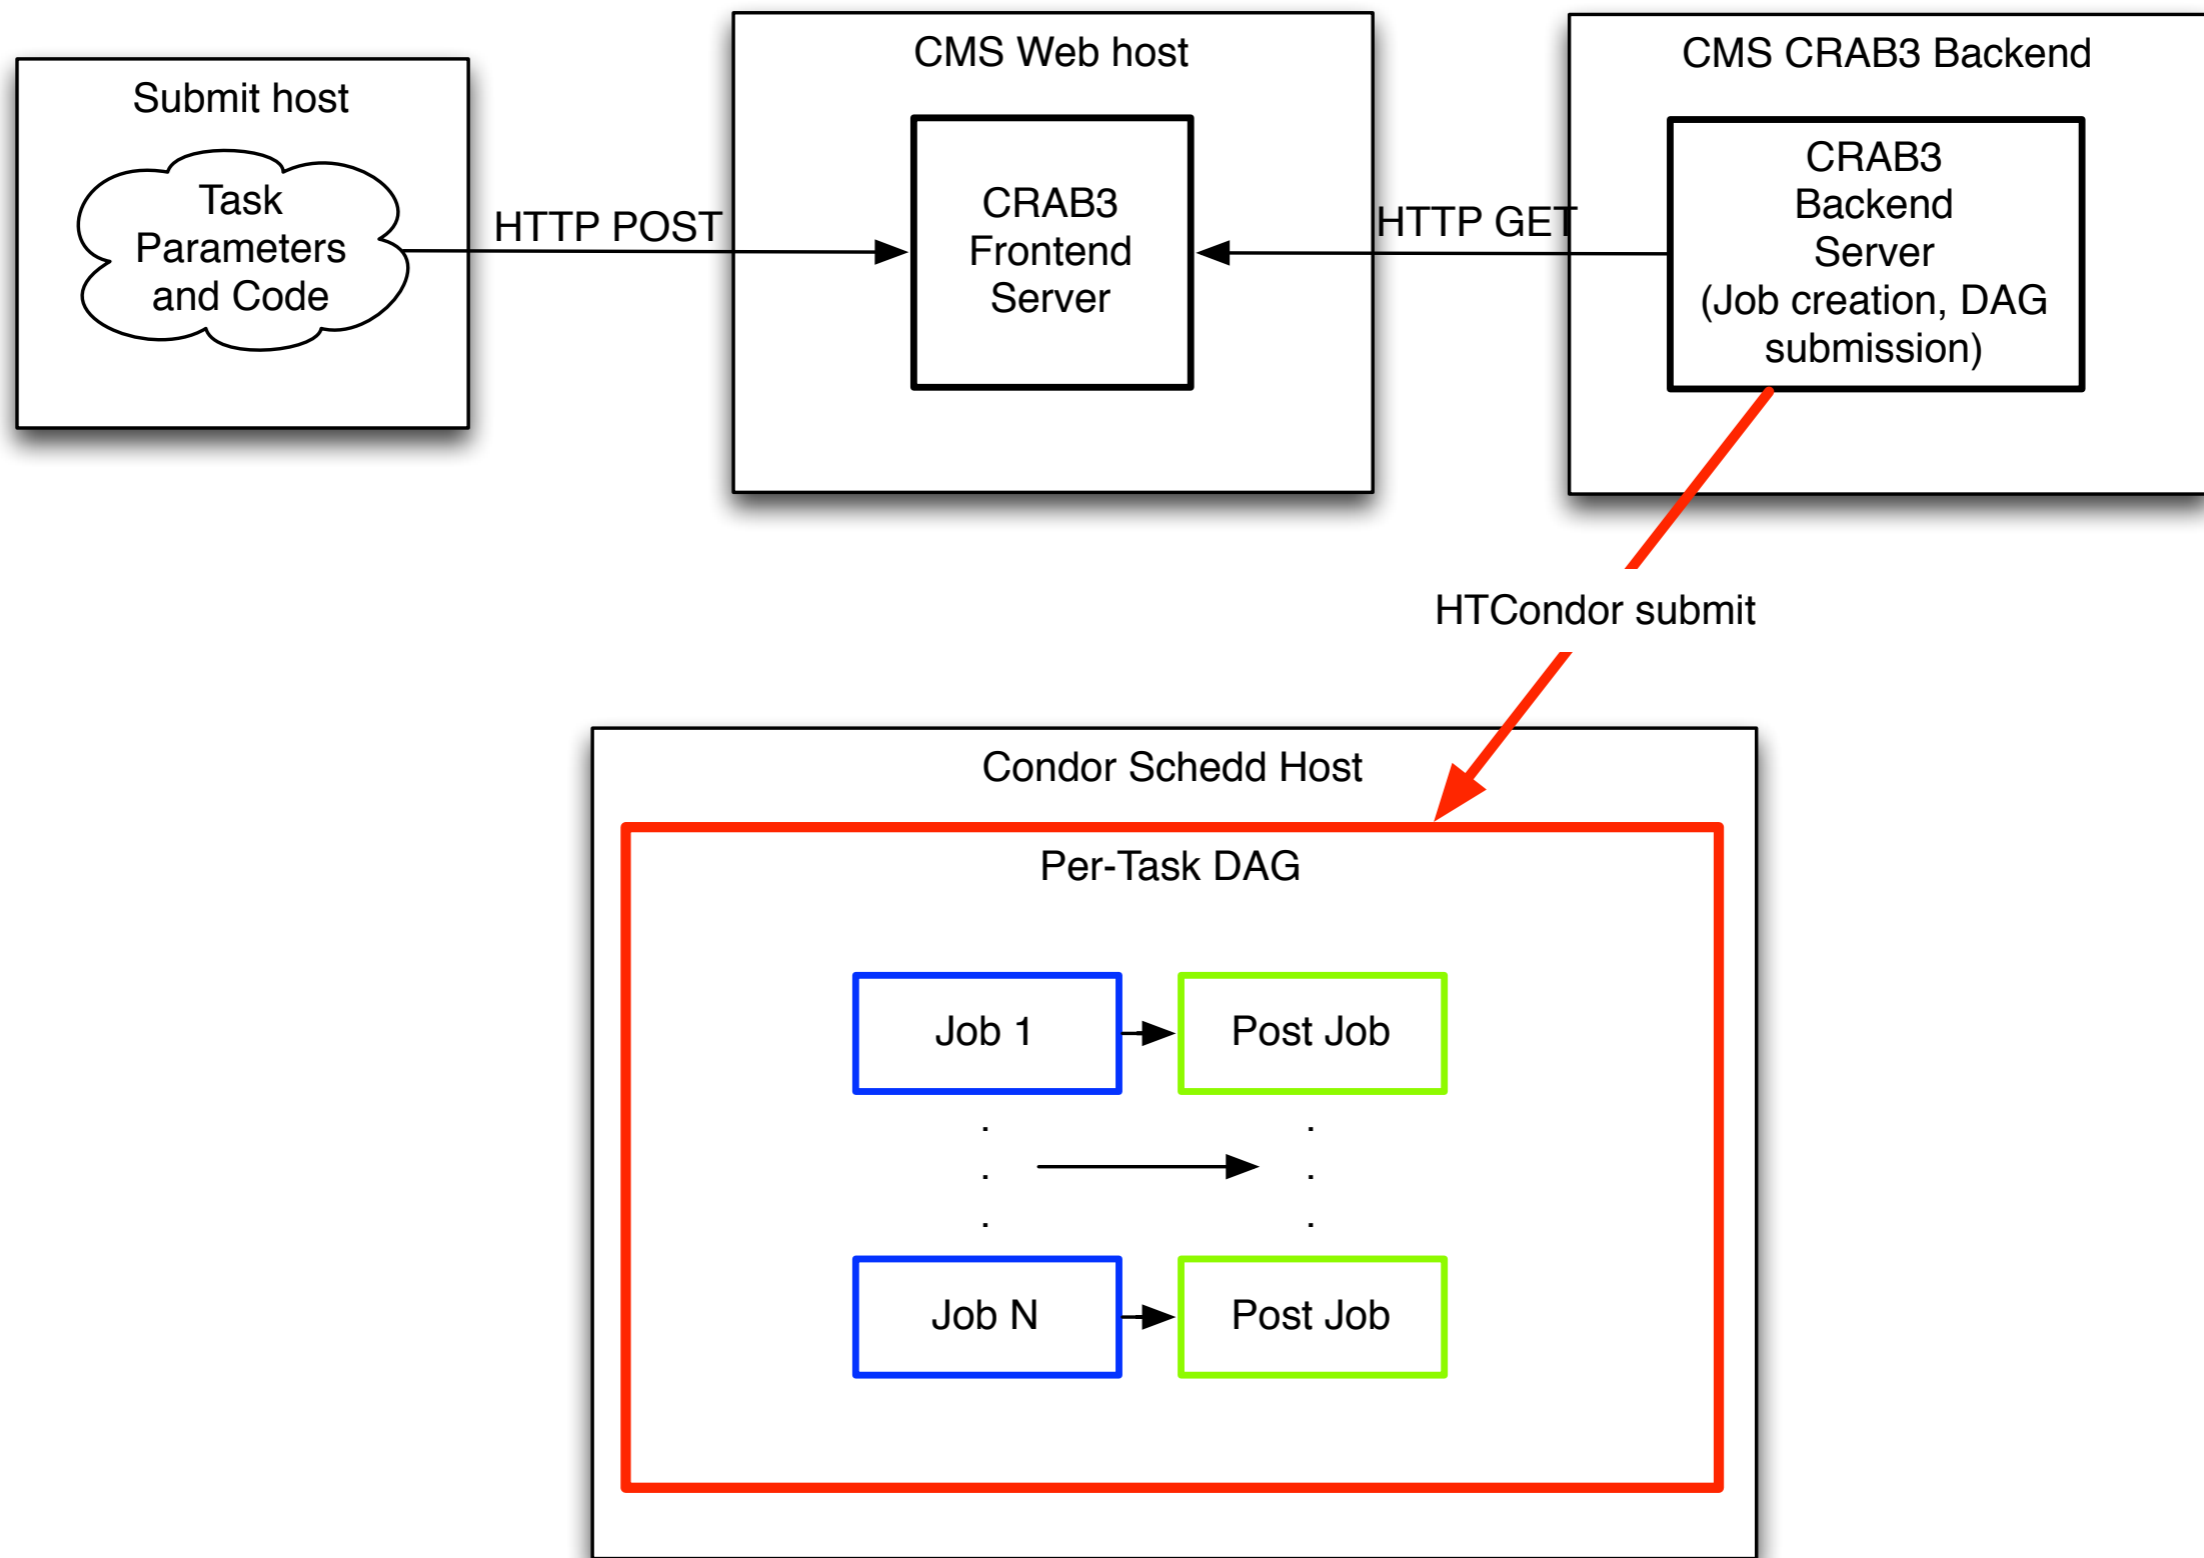 Submit host
Task
Parameters
and Code
HTTP POST
CMS Web host
CRAB3
Frontend
Server
HTTP GET
CMS CRAB3 Backend
CRAB3
Backend
Server
(Job creation, DAG
submission)
HTCondor submit
Condor Schedd Host
Per-Task DAG
Job 1
Post Job
.
.
.
.
.
.
Job N
Post Job